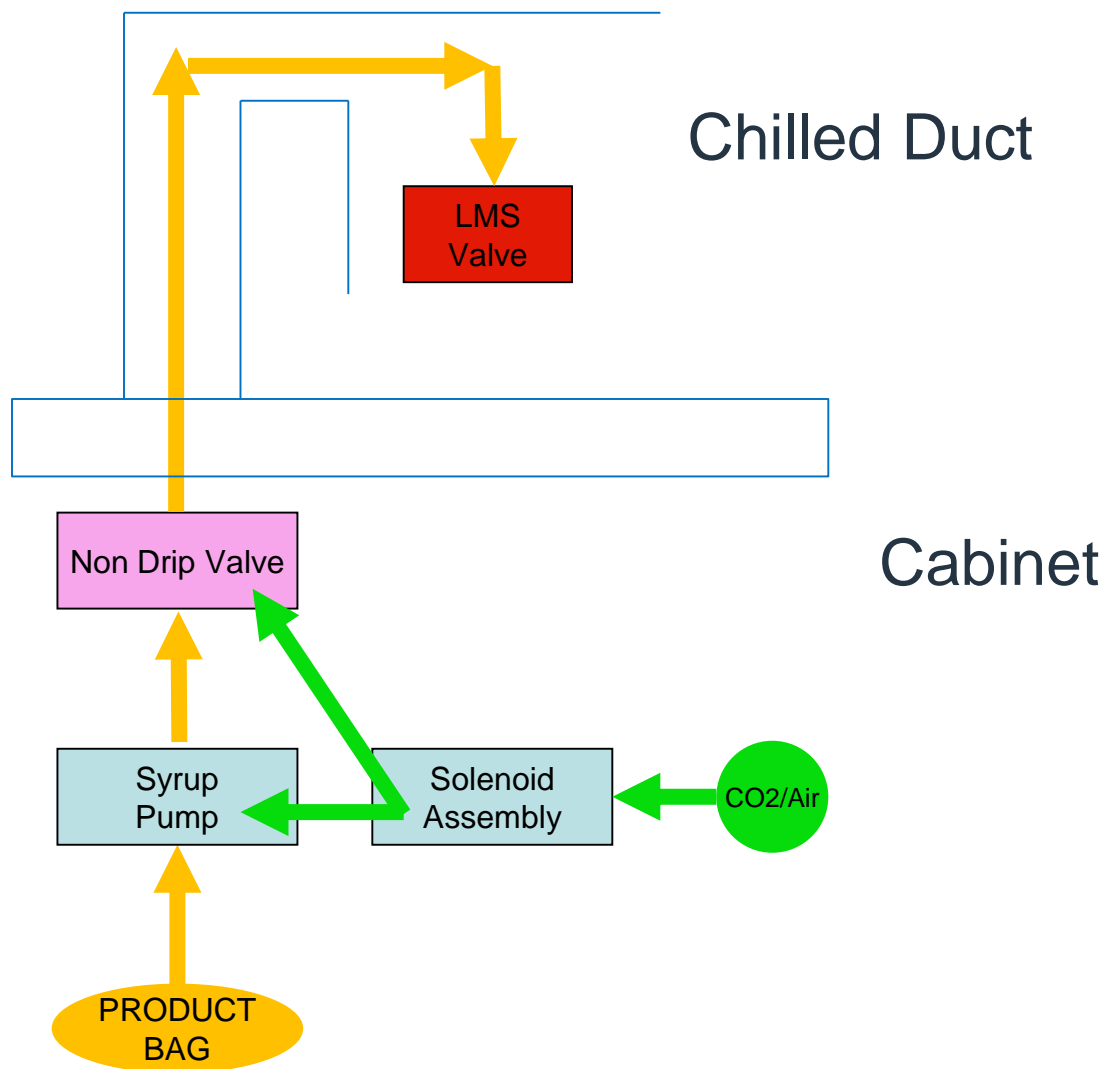 Chilled Duct
LMS
Valve
Non Drip Valve
Cabinet
Syrup
Pump
Solenoid
Assembly
CO2/Air
PRODUCT
BAG